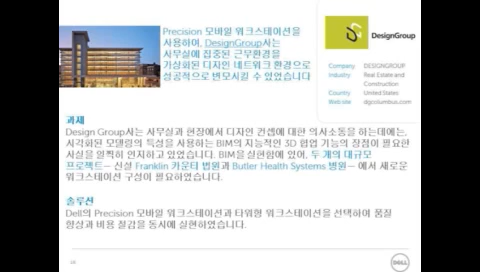 Precision 모바일 워크스테이션을
사용하여, DesignGroup사는
사무실에 집중된 근무환경을
가상화된 디자인 네트워크 환경으로
성공적으로 변모시킬 수 있었습니다
DesignGroup
Company DESIGNGROUP
Industry Real Estate and
Construction
Country United States
Website dgcolumbus.com
과제
Design Group사는 사무실과 현장에서 디자인 컨셉에 대한 의사소통을 하는데에는,
시각화된 모델링의 특성을 사용하는 BIM의 지능적인 3D 협업 기능의 장점이 필요한
사실을 일찍히 인지하고 있었습니다. BIM을 실현함에 있어, 두 개의 대규모
프로젝트– 신설 Franklin 카운티 법원과 Butler Health Systems 병원– 에서 새로운
워크스테이션 구성이 필요하였습니다.
솔루션
Dell의 Precision 모바일 워크스테이션과 타워형 워크스테이션을 선택하여 품질
향상과 비용 절감을 동시에 실현하였습니다.
DELL